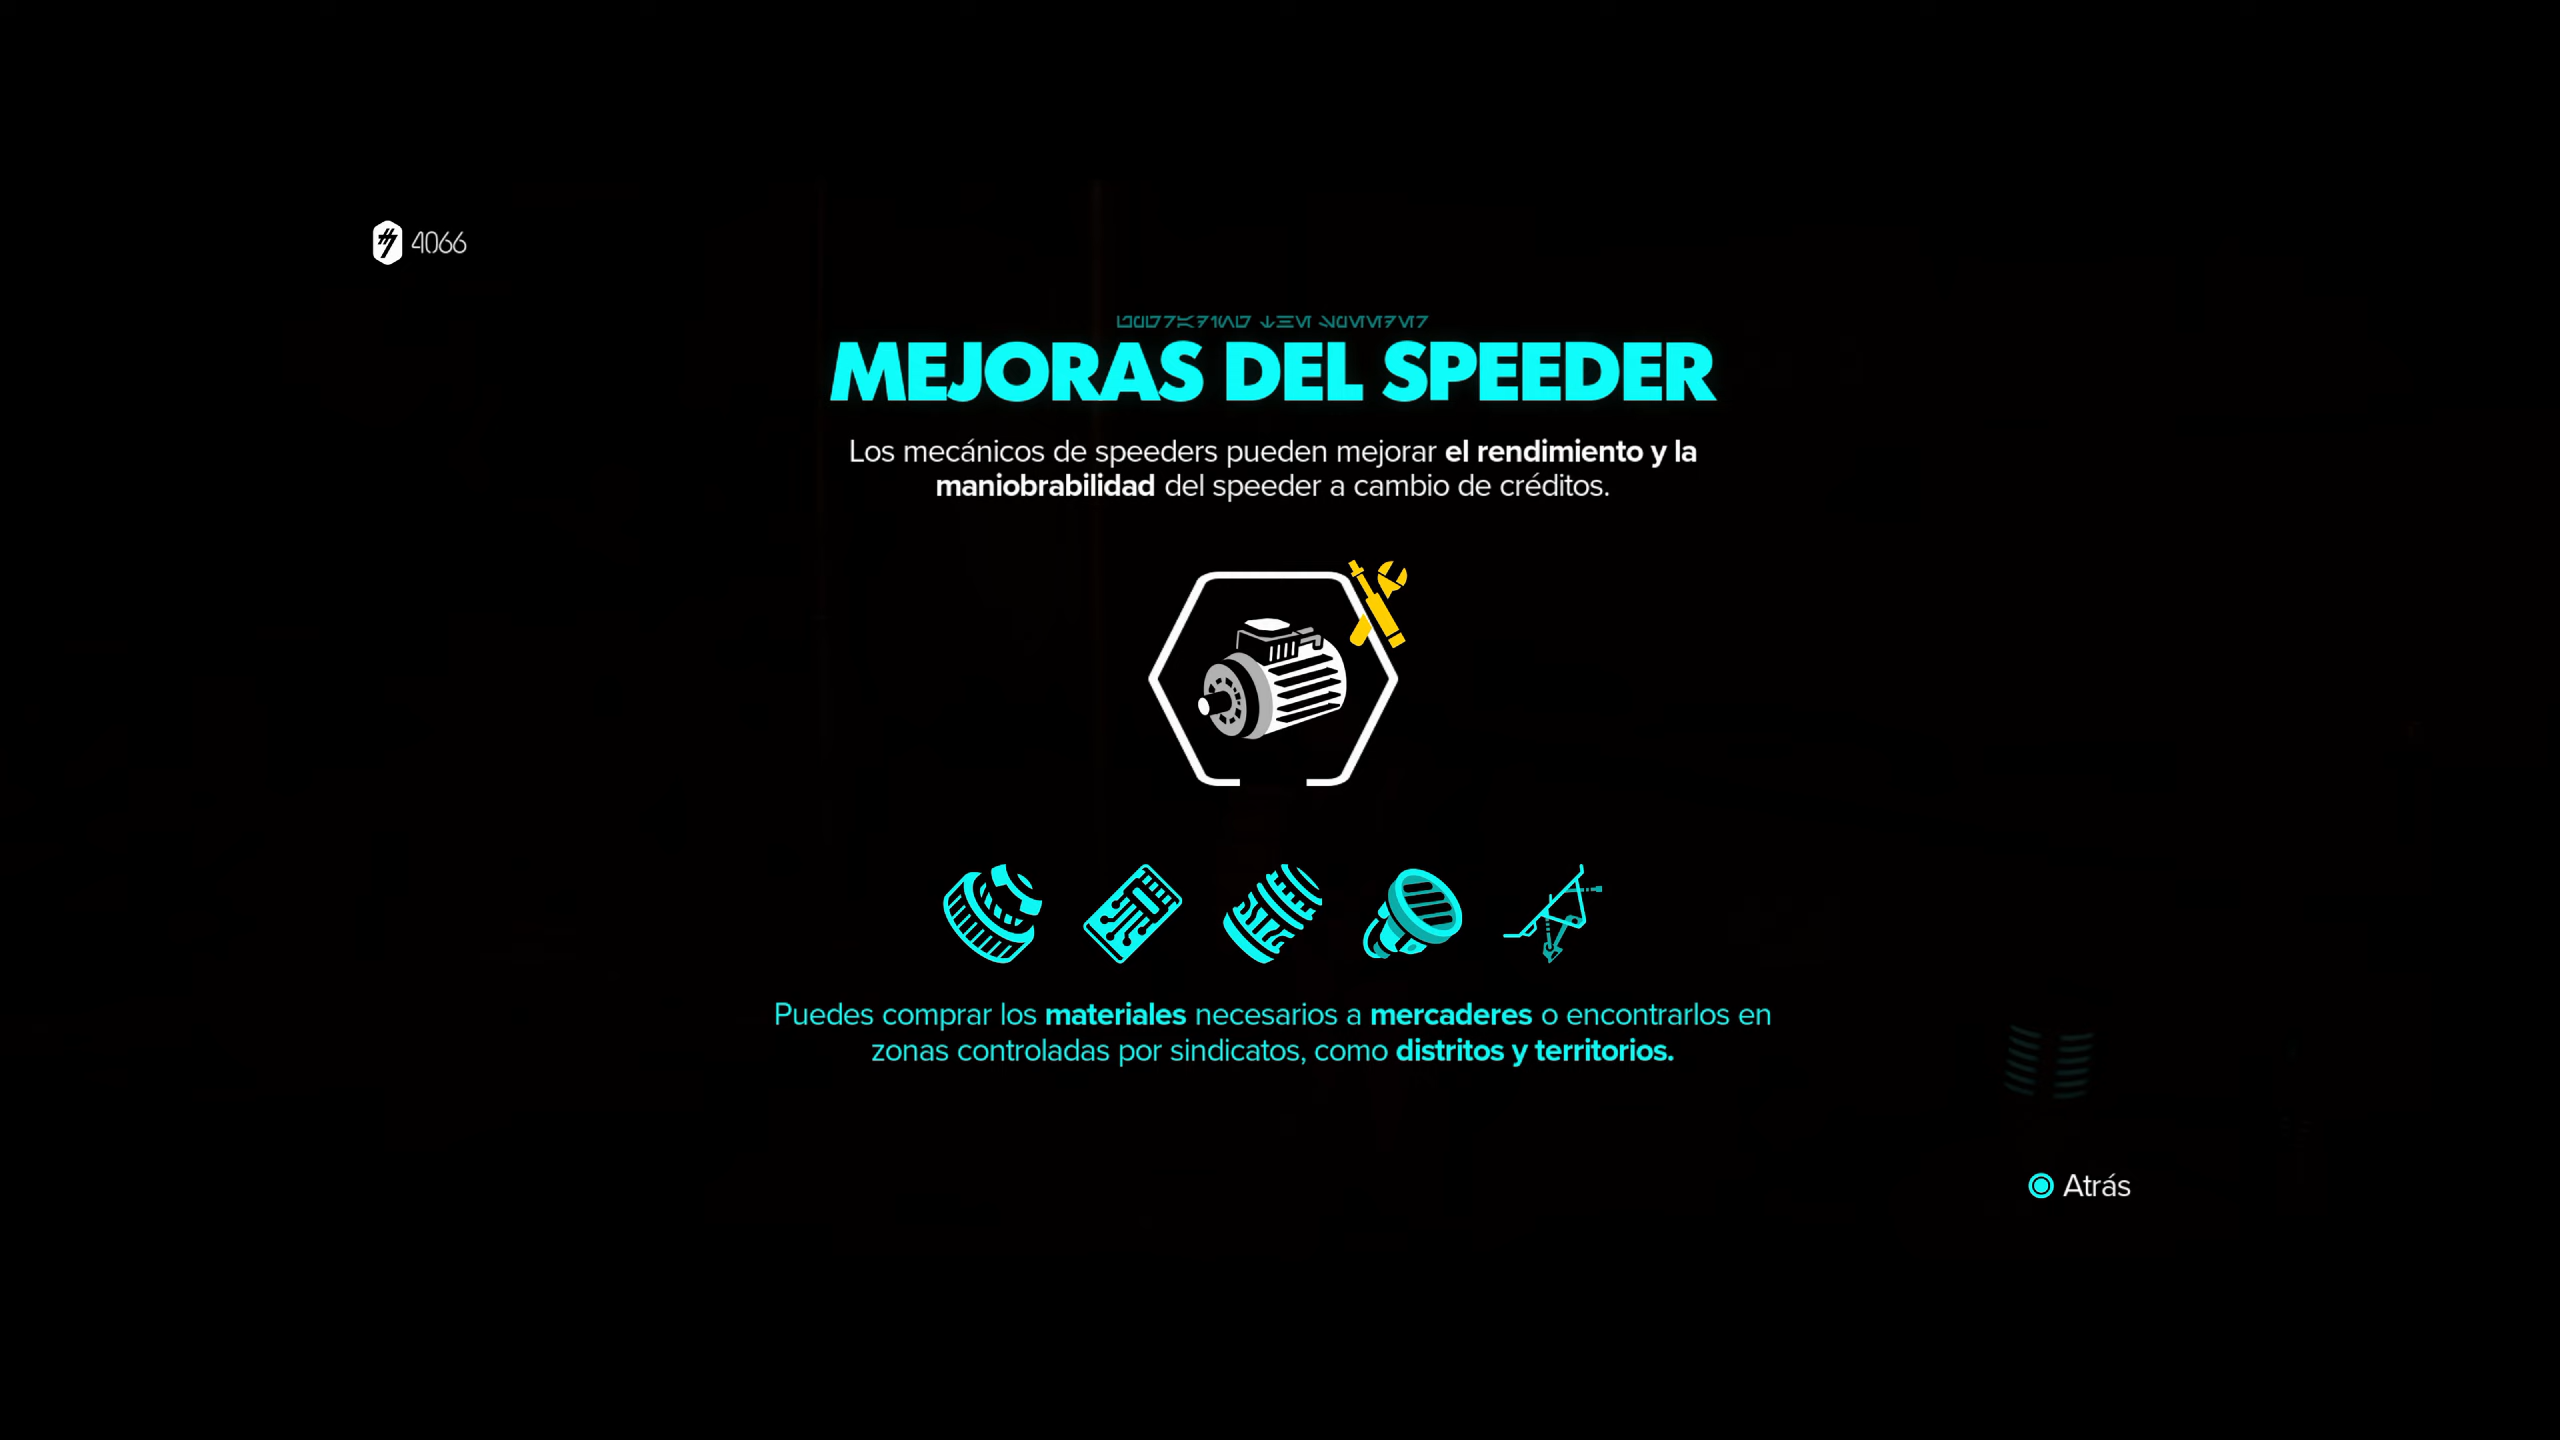 4066
MEJORAS DEL SPEEDER
Los mecánicos de speeders pueden mejorar el rendimiento y la
maniobrabilidad del speeder a cambio de créditos.
Puedes comprar los materiales necesarios a mercaderes o encontrarlos en
zonas controladas por sindicatos, como distritos y territorios.
Atrás